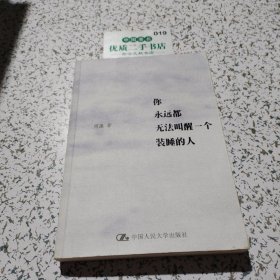 019
优质二手书店
你
永远都
无法叫醒一个
装睡的人
周濂 著
中国人民大学出版社